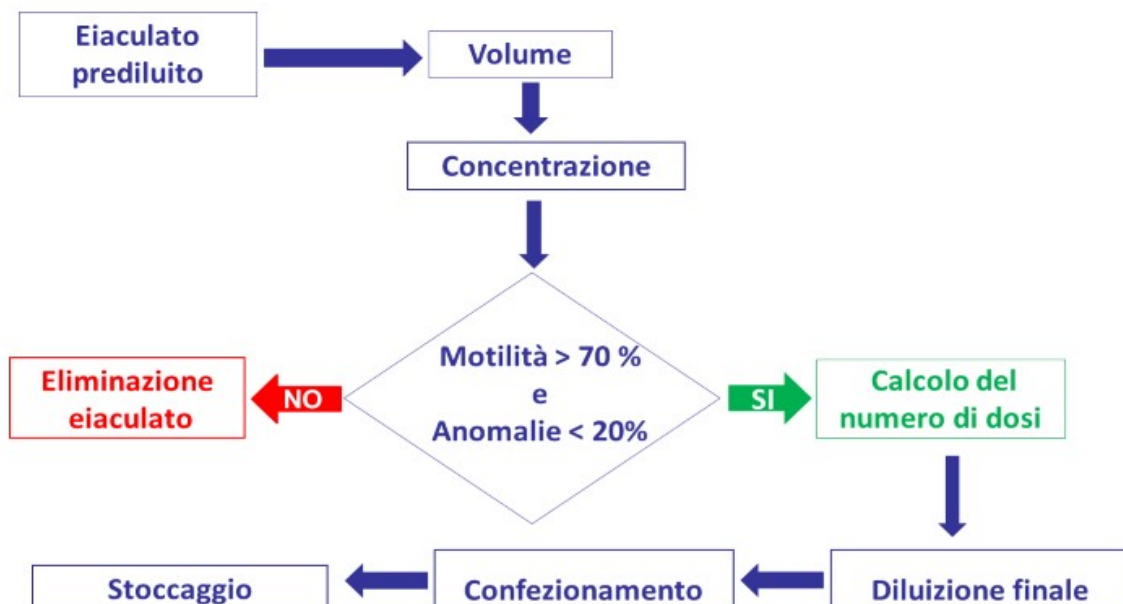 Eiaculato
prediluito
Volume
Concentrazione
Motilità > 70 %
e
Anomalie < 20%
NO
Eliminazione
eiaculato
SI
Calcolo del
numero di dosi
Diluizione finale
Confezionamento
Stoccaggio